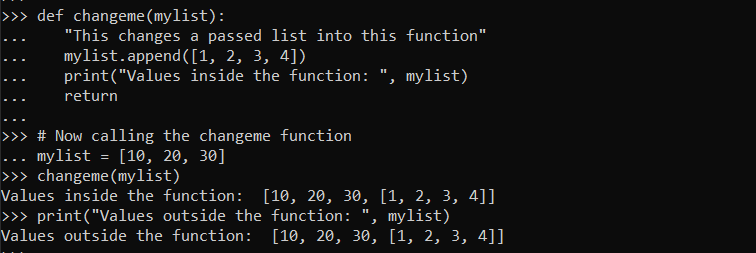 >>> def changeme(mylist):
...    "This changes a passed list into this function"
...    mylist.append([1, 2, 3, 4])
...    print("Values inside the function: ", mylist)
...    return
...
>>> # Now calling the changeme function
... mylist = [10, 20, 30]
>>> changeme(mylist)
Values inside the function:  [10, 20, 30, [1, 2, 3, 4]]
>>> print("Values outside the function: ", mylist)
Values outside the function:  [10, 20, 30, [1, 2, 3, 4]]